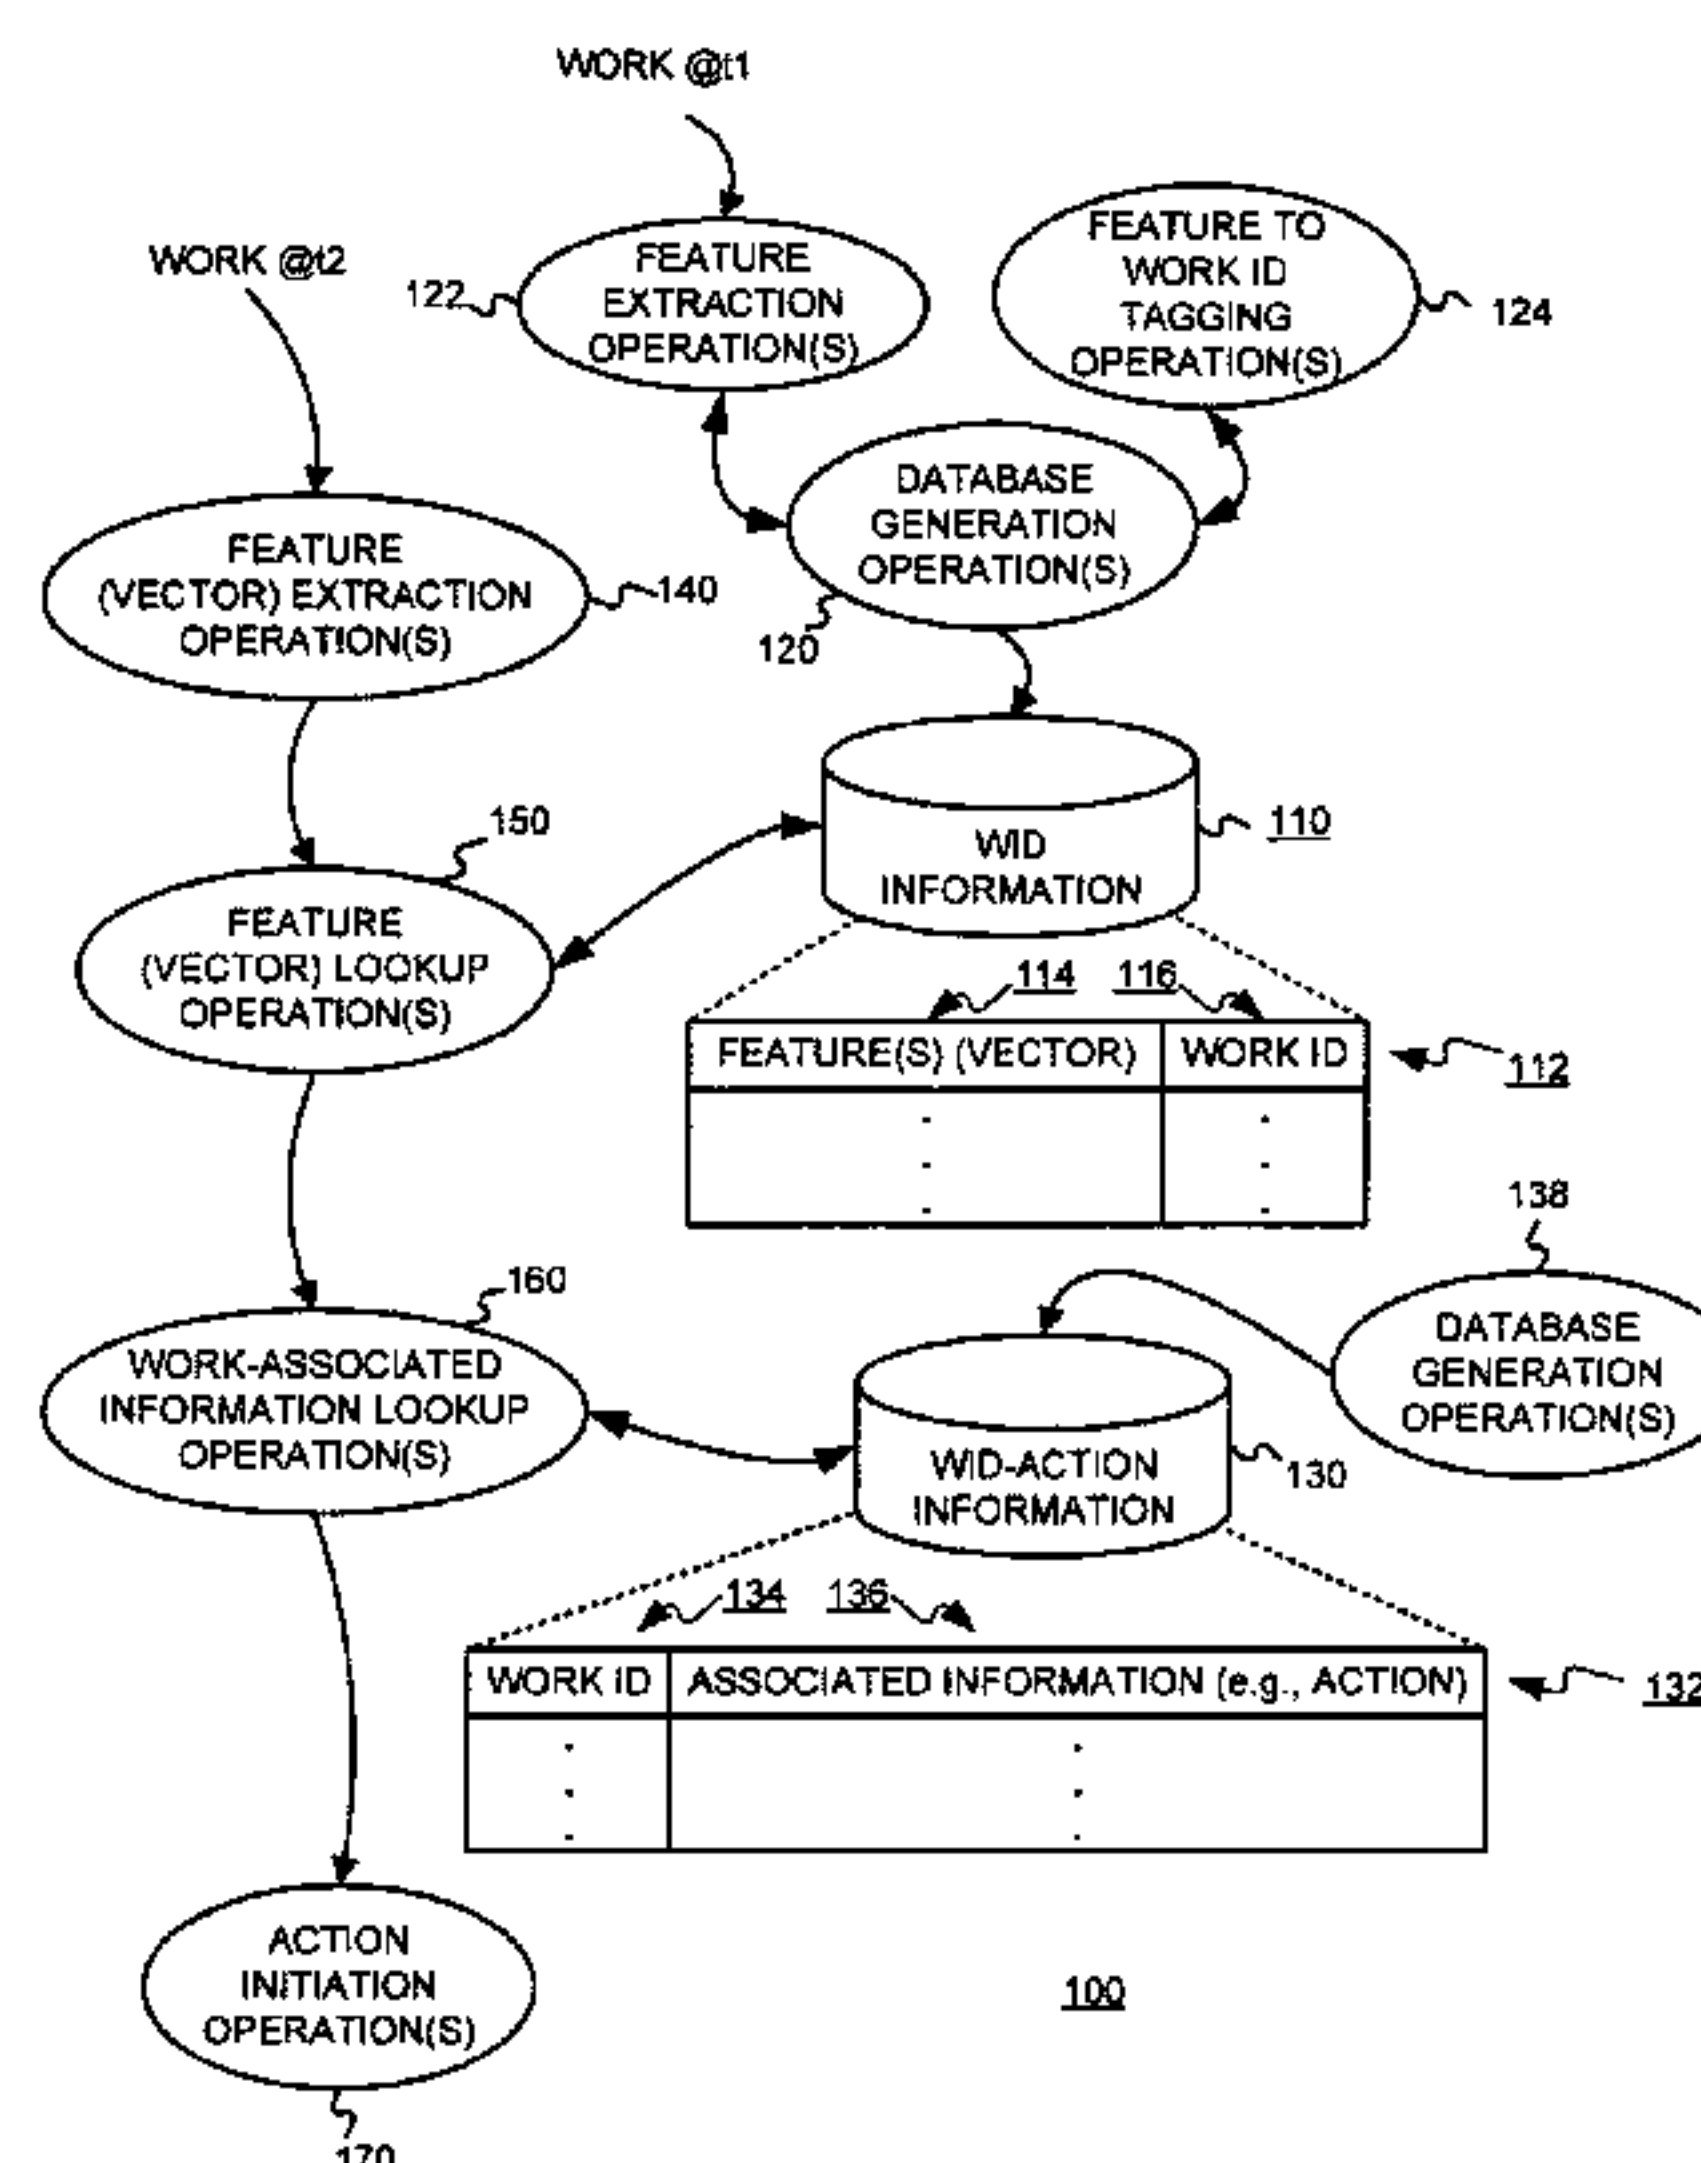 WORK @t1
WORK @t2
122
FEATURE
EXTRACTION
OPERATION(S)
FEATURE TO
WORK ID
TAGGING
OPERATION(S)
124
DATABASE
GENERATION
OPERATION(S)
120
FEATURE
(VECTOR) EXTRACTION
OPERATION(S)
140
150
FEATURE
(VECTOR) LOOKUP
OPERATION(S)
WID
INFORMATION
110
114
116
FEATURE(S) (VECTOR)
WORK ID
112
138
DATABASE
GENERATION
OPERATION(S)
160
WORK-ASSOCIATED
INFORMATION LOOKUP
OPERATION(S)
WID-ACTION
INFORMATION
130
134
136
WORK ID
ASSOCIATED INFORMATION (e.g., ACTION)
132
ACTION
INITIATION
OPERATION(S)
100
170